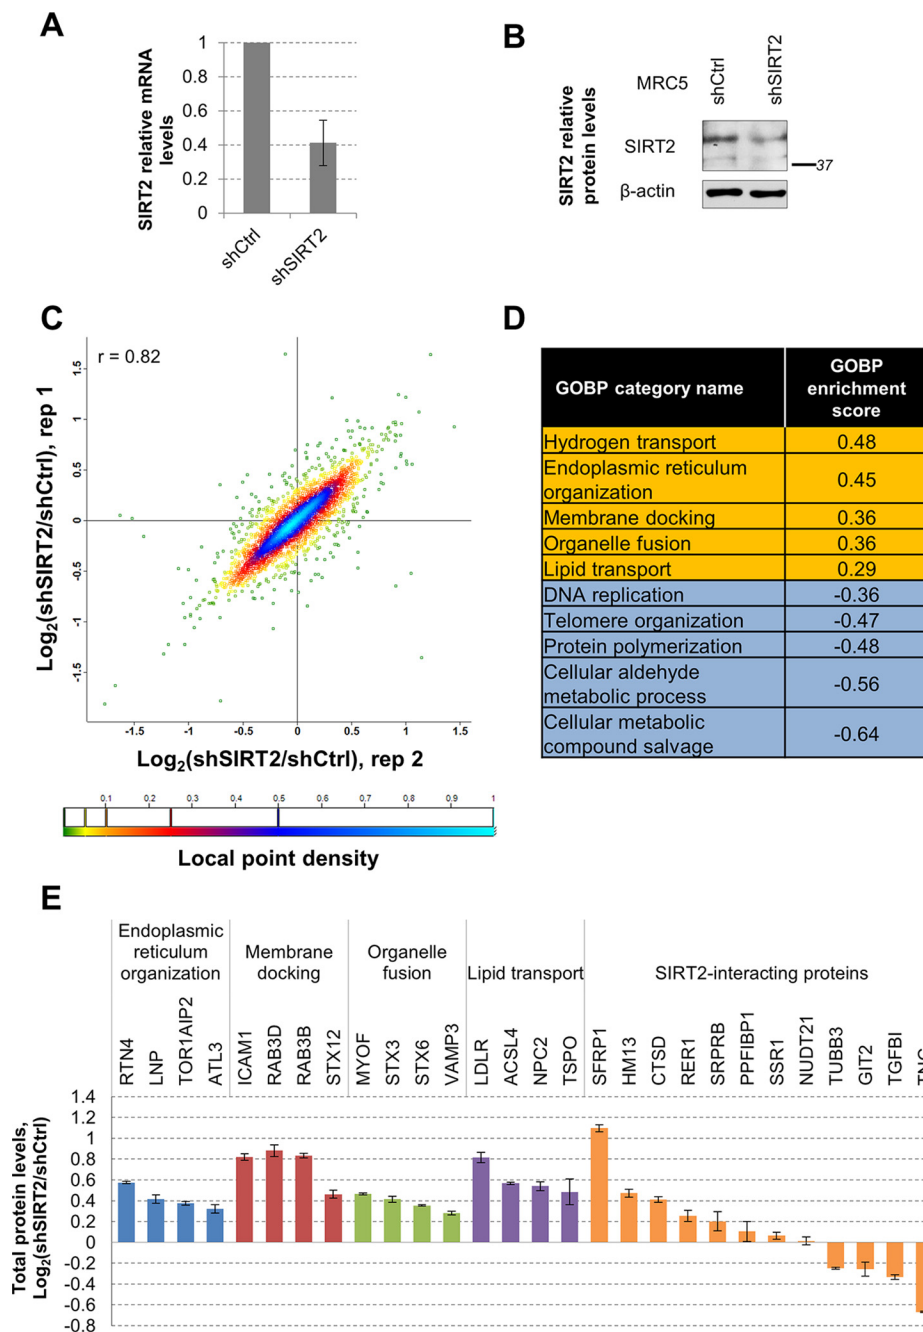 A
SIRT2 relative mRNA
levels
1
0.8
0.6
0.4
0.2
0
shCtrl
shSIRT2
B
SIRT2 relative
protein levels
MRC5
shCtrl
shSIRT2
SIRT2
37
β-actin
C
r = 0.82
Log2(shSIRT2/shCtrl), rep 1
1.5
1
0.5
0
-0.5
-1
-1.5
-1.5
-1
-0.5
0
0.5
1
1.5
Log2(shSIRT2/shCtrl), rep 2
0.1 0.2 0.3 0.4 0.5 0.6 0.7 0.8 0.9 1
Local point density
D
GOBP category name
GOBP
enrichment
score
Hydrogen transport 0.48
Endoplasmic reticulum
organization
0.45
Membrane docking 0.36
Organelle fusion 0.36
Lipid transport 0.29
DNA replication -0.36
Telomere organization -0.47
Protein polymerization -0.48
Cellular aldehyde
metabolic process
-0.56
Cellular metabolic
compound salvage
-0.64
E
Endoplasmic
reticulum
organization
Membrane
docking
Organelle
fusion
Lipid transport
SIRT2-interacting proteins
RTN4
LNP
TOR1AIP2
ATL3
ICAM1
RAB3D
RAB3B
STX12
MYOF
STX3
STX6
VAMP3
LDLR
ACSL4
NPC2
TSPO
SFRP1
HM13
CTSD
RER1
SRPRB
PPFIBP1
SSR1
NUDT21
TUBB3
GIT2
TGFBI
TNC
Total protein levels,
Log2(shSIRT2/shCtrl)
1.4
1.2
1
0.8
0.6
0.4
0.2
0
-0.2
-0.4
-0.6
-0.8